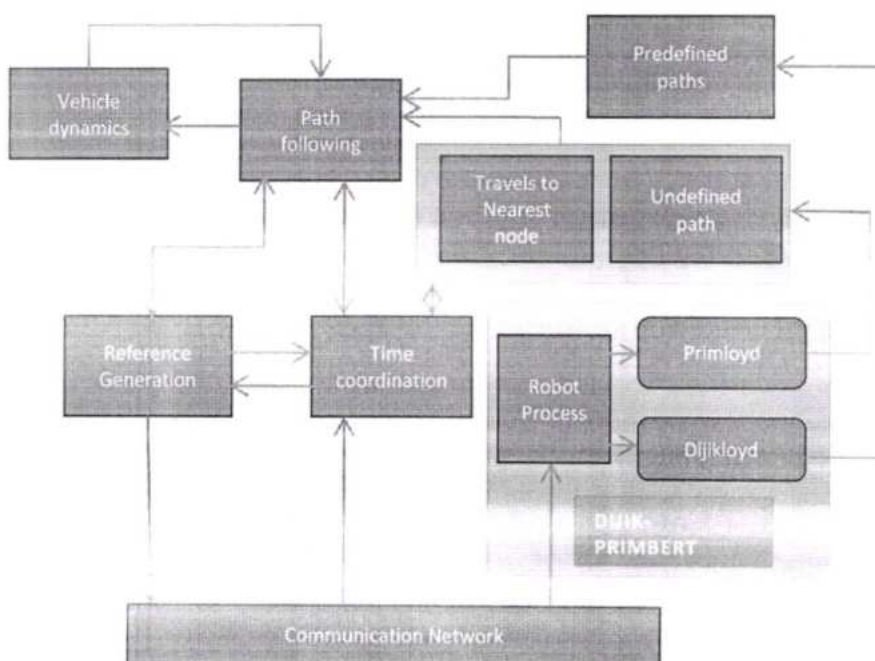 Predefined
paths
Vehicle
dynamics
Path
following
Travels to
Nearest
node
Undefined
path
Reference
Generation
Time
coordination
Robot
Process
Primloyd
Dijikloyd
DIJIK-
PRIMBERT
Communication Network